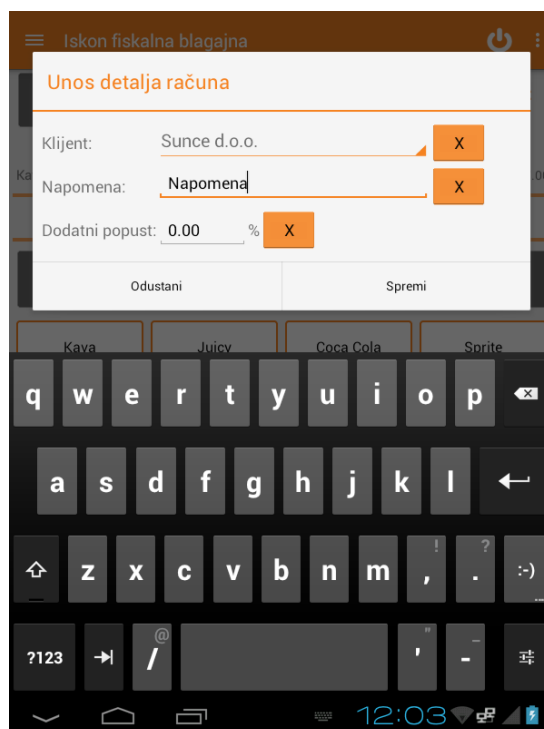 Iskon fiskalna blagajna
Unos detalja računa
Klijent: Sunce d.o.o. X
Napomena: Napomena X
Dodatni popust: 0.00 % X
Odustani Spremi
Kava Juicy Coca Cola Sprite
q w e r t y u i o p
a s d f g h j k l
! ?
z x c v b n m , . :-)
@ " _
?123 / ' -
12:03